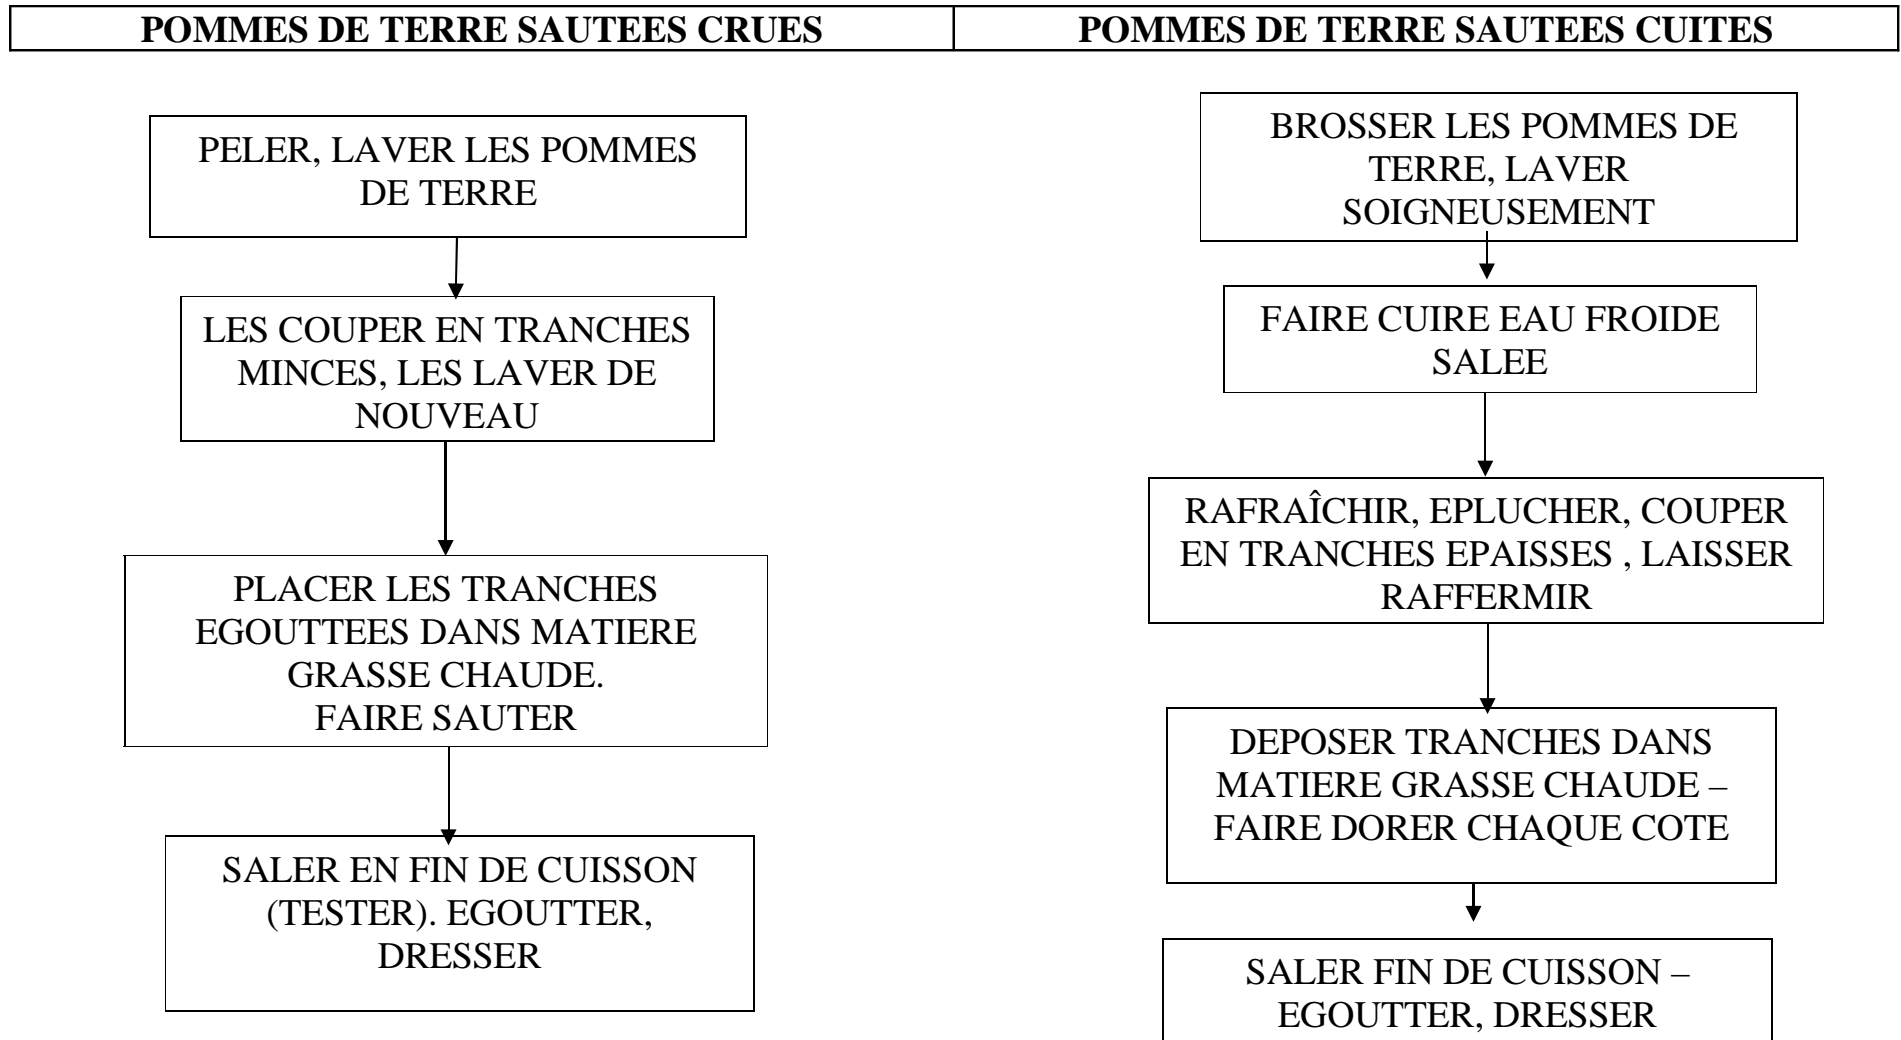 POMMES DE TERRE SAUTEES CRUES
POMMES DE TERRE SAUTEES CUITES
PELER, LAVER LES POMMES
DE TERRE
LES COUPER EN TRANCHES
MINCES, LES LAVER DE
NOUVEAU
PLACER LES TRANCHES
EGOUTTEES DANS MATIERE
GRASSE CHAUDE.
FAIRE SAUTER
SALER EN FIN DE CUISSON
(TESTER). EGOUTTER,
DRESSER
BROSSER LES POMMES DE
TERRE, LAVER
SOIGNEUSEMENT
FAIRE CUIRE EAU FROIDE
SALEE
RAFRAÎCHIR, EPLUCHER, COUPER
EN TRANCHES EPAISSES , LAISSER
RAFFERMIR
DEPOSER TRANCHES DANS
MATIERE GRASSE CHAUDE –
FAIRE DORER CHAQUE COTE
SALER FIN DE CUISSON –
EGOUTTER, DRESSER